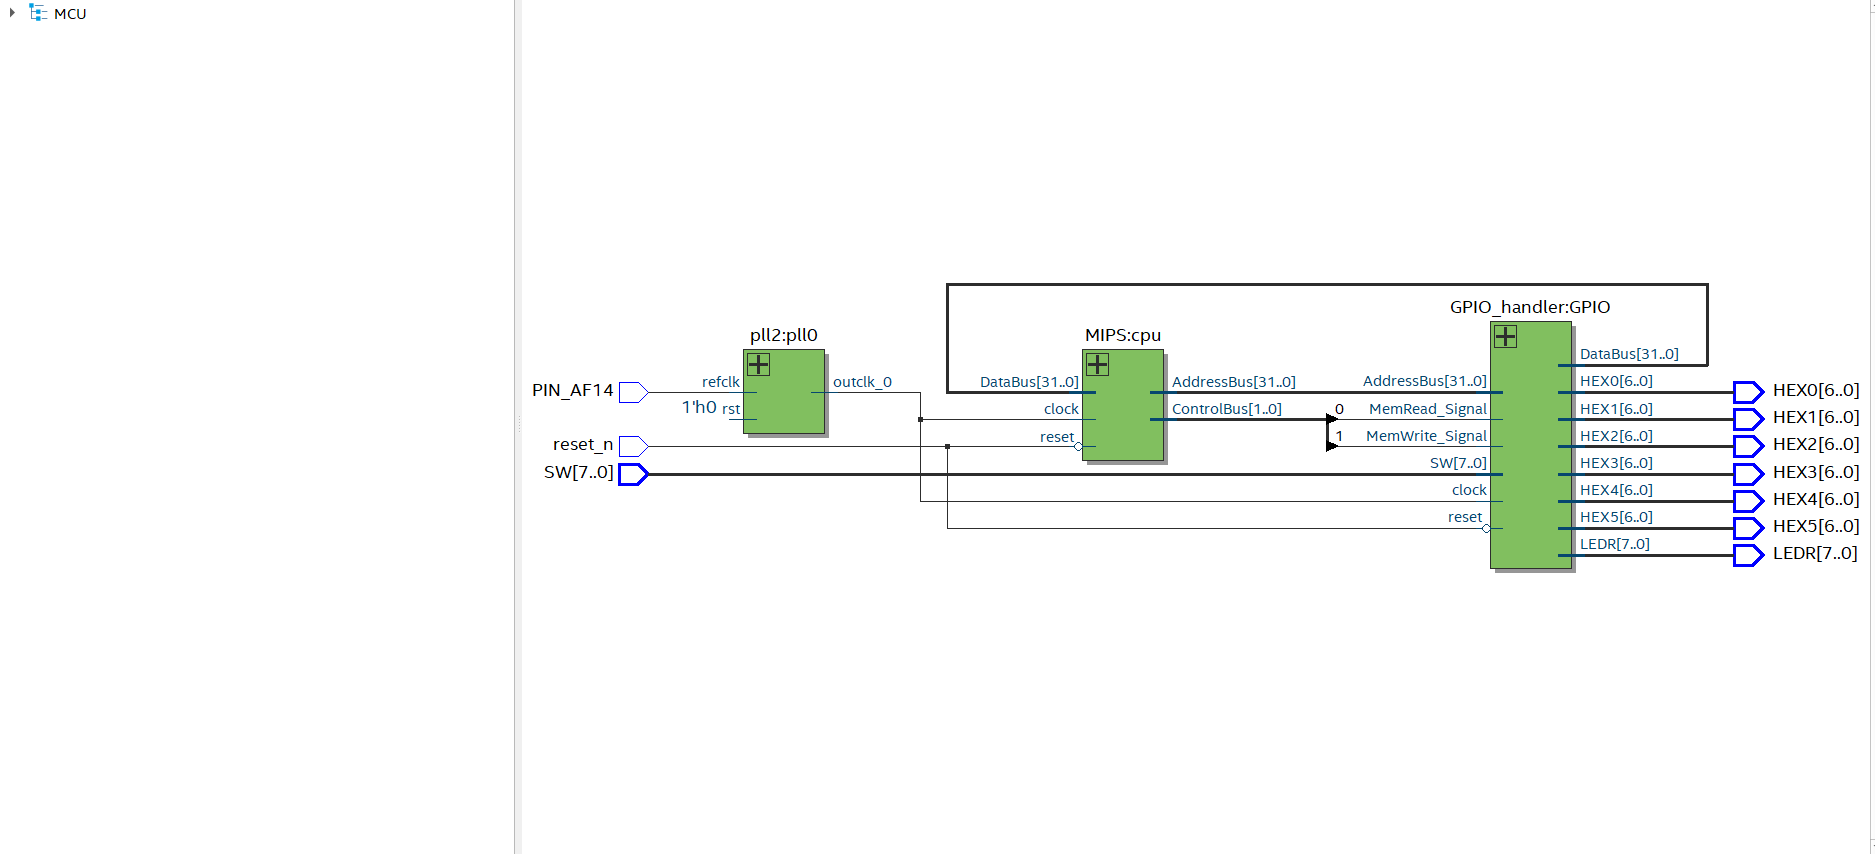 MCU
GPIO_handler:GPIO
pll2:pll0
MIPS:cpu
DataBus[31..0]
PIN_AF14
refclk
outclk_0
DataBus[31..0]
AddressBus[31..0]
AddressBus[31..0]
HEX0[6..0]
HEX0[6..0]
1'h0
rst
clock
ControlBus[1..0]
0
MemRead_Signal
HEX1[6..0]
HEX1[6..0]
reset_n
reset
1
MemWrite_Signal
HEX2[6..0]
HEX2[6..0]
SW[7..0]
SW[7..0]
HEX3[6..0]
HEX3[6..0]
clock
HEX4[6..0]
HEX4[6..0]
reset
HEX5[6..0]
HEX5[6..0]
LEDR[7..0]
LEDR[7..0]